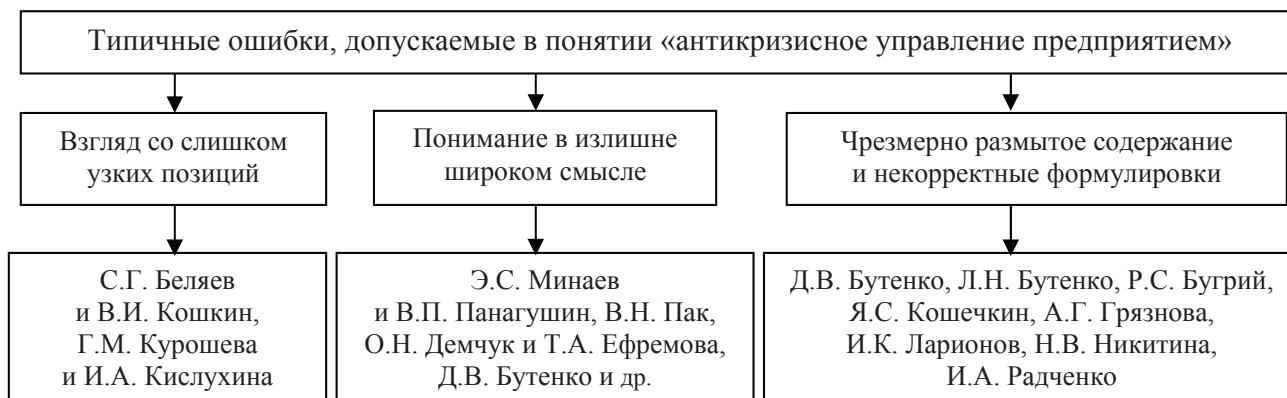 Типичные ошибки, допускаемые в понятии «антикризисное управление предприятием»
Взгляд со слишком
узких позиций
Понимание в излишне
широком смысле
Чрезмерно размытое содержание
и некорректные формулировки
С.Г. Беляев
и В.И. Кошкин,
Г.М. Курошева
и И.А. Кислухина
Э.С. Минаев
и В.П. Панагушин, В.Н. Пак,
О.Н. Демчук и Т.А. Ефремова,
Д.В. Бутенко и др.
Д.В. Бутенко, Л.Н. Бутенко, Р.С. Бугрий,
Я.С. Кошечкин, А.Г. Грязнова,
И.К. Ларионов, Н.В. Никитина,
И.А. Радченко